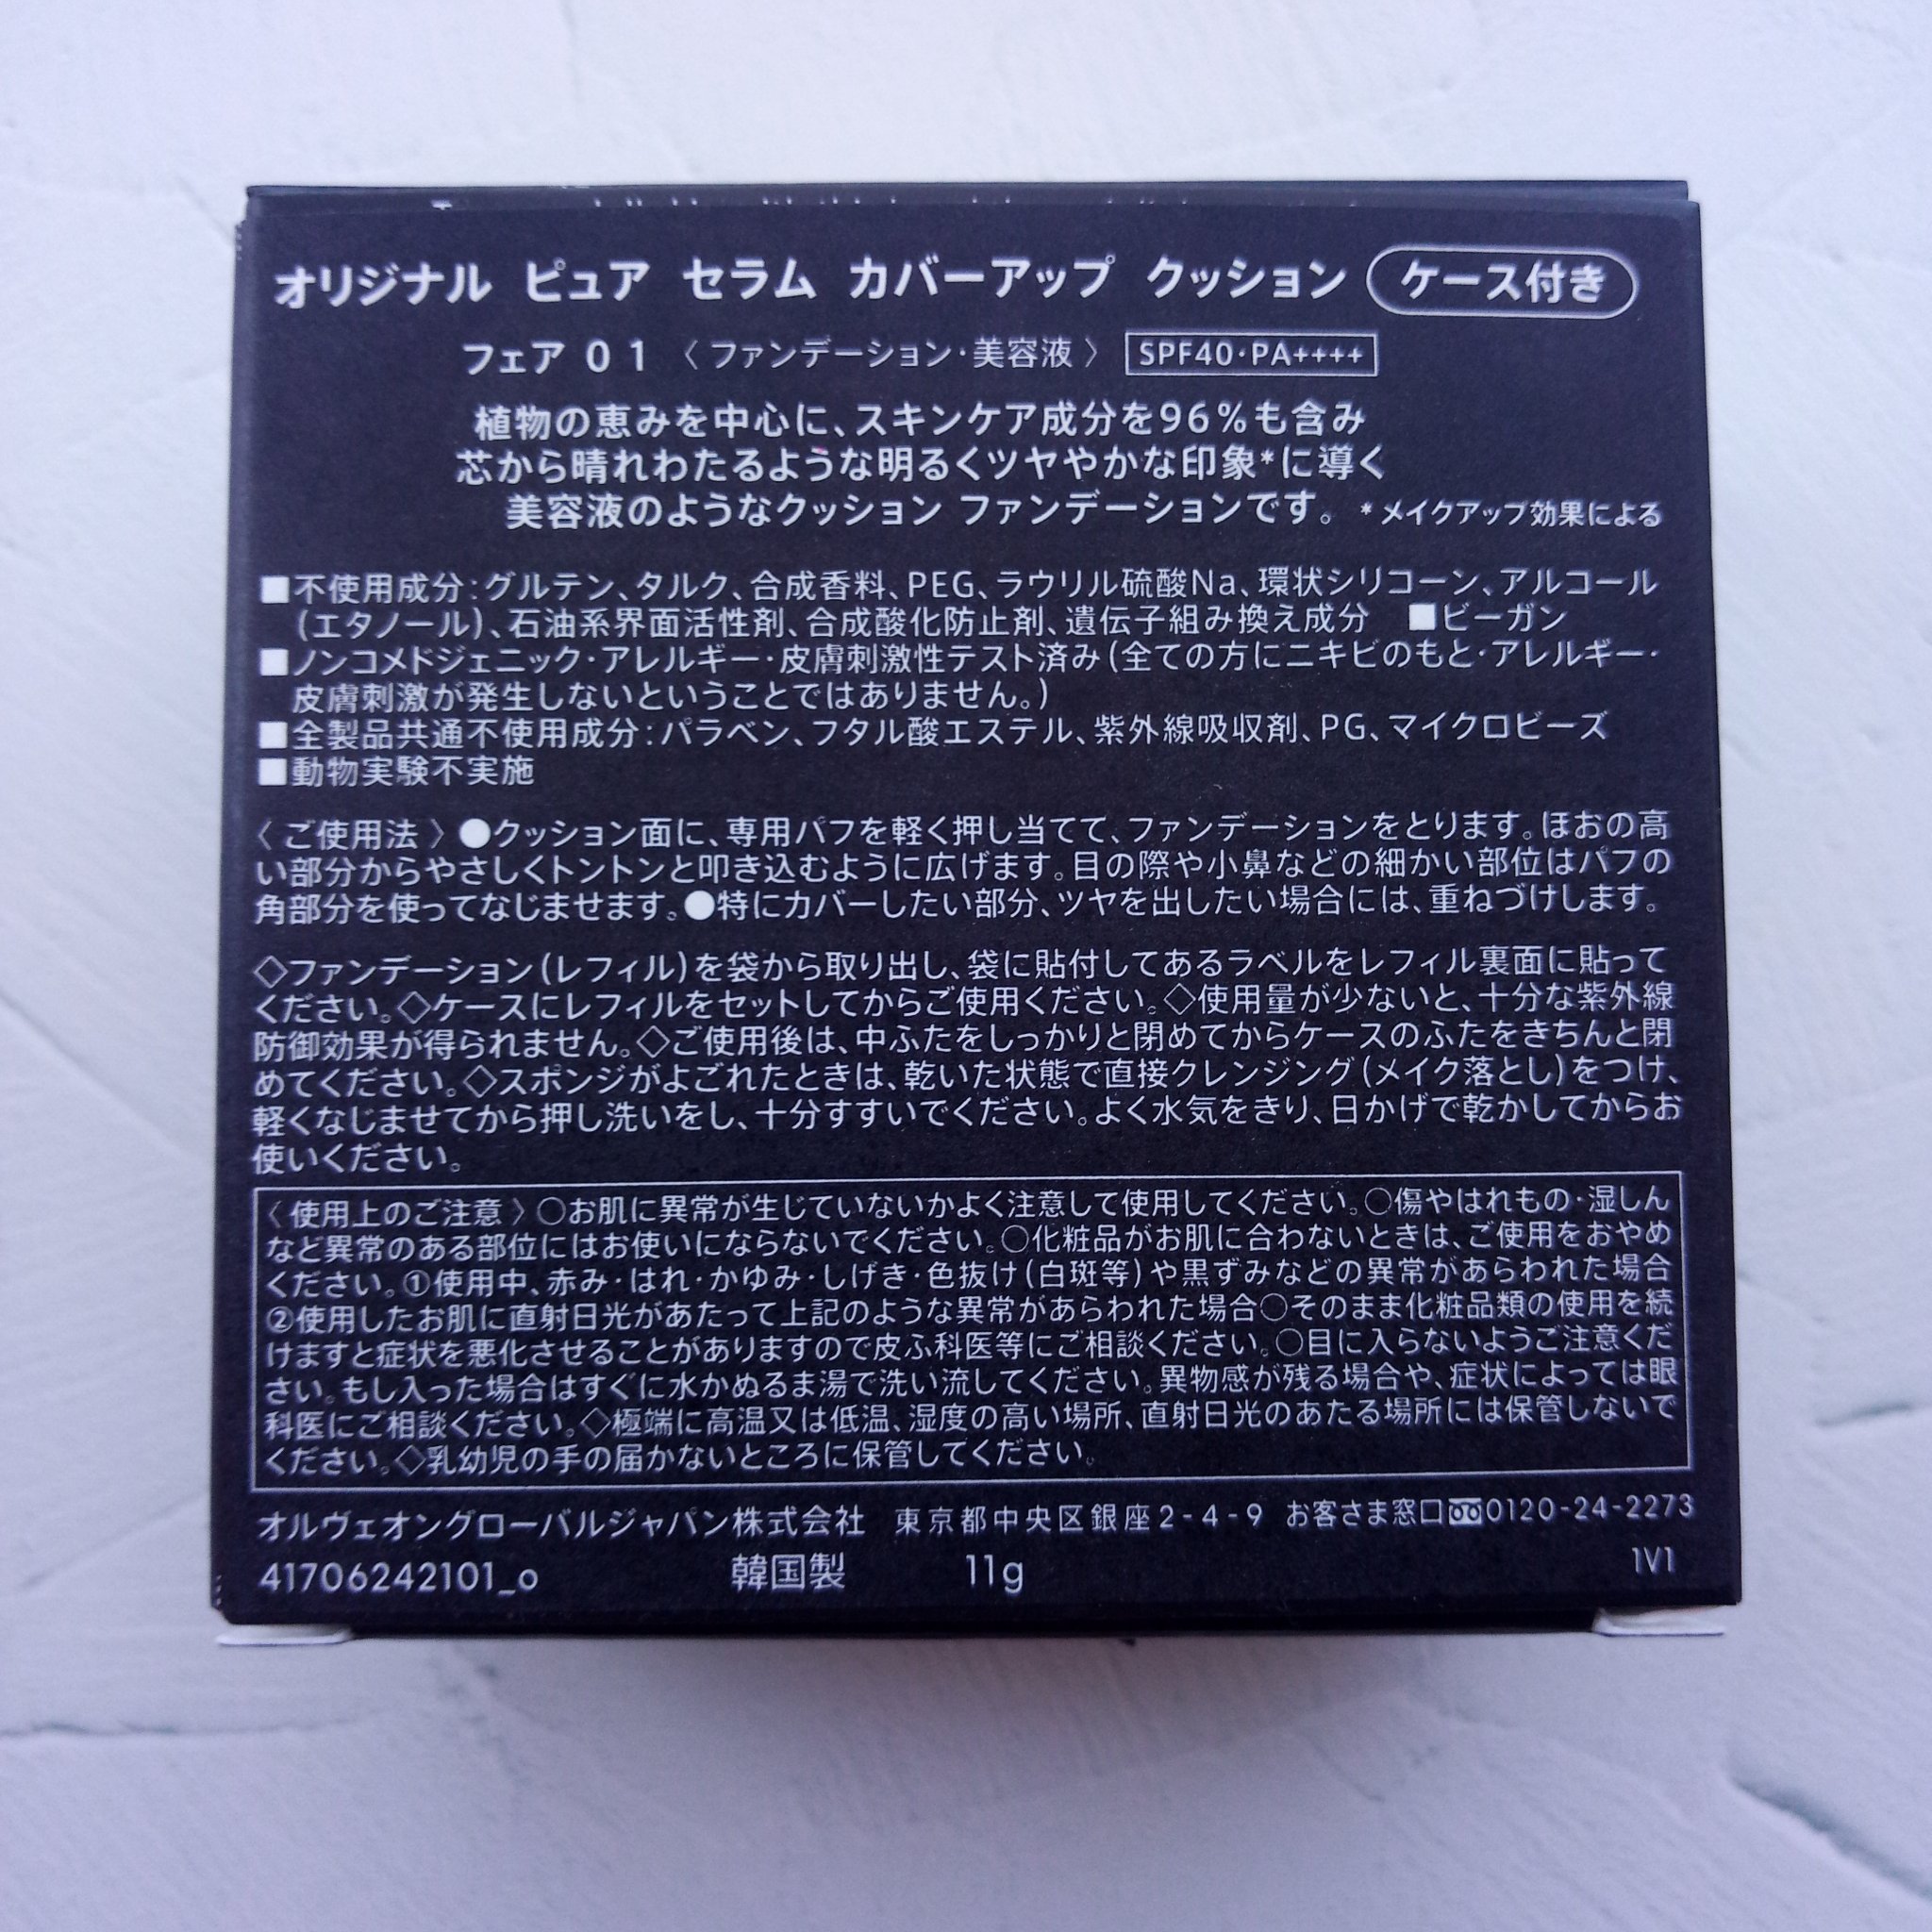 オリジナル ピュア セラム カバーアップ クッション ケース付き
フェア 01 〈ファンデーション・美容液〉 SPF40・PA++++
植物の恵みを中心に、スキンケア成分を96%も含み
芯から晴れわたるような明るくツヤやかな印象*に導く
美容液のようなクッション ファンデーションです。 *メイクアップ効果による
■不使用成分:グルテン、タルク、合成香料、PEG、ラウリル硫酸Na、環状シリコーン、アルコール
(エタノール)、石油系界面活性剤、合成酸化防止剤、遺伝子組み換え成分 ■ビーガン
■ノンコメドジェニック・アレルギー・皮膚刺激性テスト済み(全ての方にニキビのもと・アレルギー・
皮膚刺激が発生しないということではありません。)
■全製品共通不使用成分:パラベン、フタル酸エステル、紫外線吸収剤、PG、マイクロビーズ
■動物実験不実施
〈ご使用法〉●クッション面に、専用パフを軽く押し当てて、ファンデーションをとります。ほおの高
い部分からやさしくトントンと叩き込むように広げます。目の際や小鼻などの細かい部位はパフの
角部分を使ってなじませます。●特にカバーしたい部分、ツヤを出したい場合には、重ねづけします。
◇ファンデーション(レフィル)を袋から取り出し、袋に貼付してあるラベルをレフィル裏面に貼って
ください。◇ケースにレフィルをセットしてからご使用ください。◇使用量が少ないと、十分な紫外線
防御効果が得られません。◇ご使用後は、中ふたをしっかりと閉めてからケースのふたをきちんと閉
めてください。◇スポンジがよごれたときは、乾いた状態で直接クレンジング(メイク落とし)をつけ、
軽くなじませてから押し洗いをし、十分すすいでください。よく水気をきり、日かげで乾かしてからお
使いください。
〈使用上のご注意〉○お肌に異常が生じていないかよく注意して使用してください。○傷やはれもの・湿しん
など異常のある部位にはお使いにならないでください。○化粧品がお肌に合わないときは、ご使用をおやめ
ください。①使用中、赤み・はれ・かゆみ・しげき・色抜け(白斑等)や黒ずみなどの異常があらわれた場合
②使用したお肌に直射日光があたって上記のような異常があらわれた場合○そのまま化粧品類の使用を続
けますと症状を悪化させることがありますので皮ふ科医等にご相談ください。○目に入らないようご注意くだ
さい。もし入った場合はすぐに水かぬるま湯で洗い流してください。異物感が残る場合や、症状によっては眼
科医にご相談ください。◇極端に高温又は低温、湿度の高い場所、直射日光のあたる場所には保管しないで
ください。◇乳幼児の手の届かないところに保管してください。
オルヴェオングローバルジャパン株式会社 東京都中央区銀座2-4-9 お客さま窓口0120-24-2273
41706242101_o 韓国製 11g 1V1